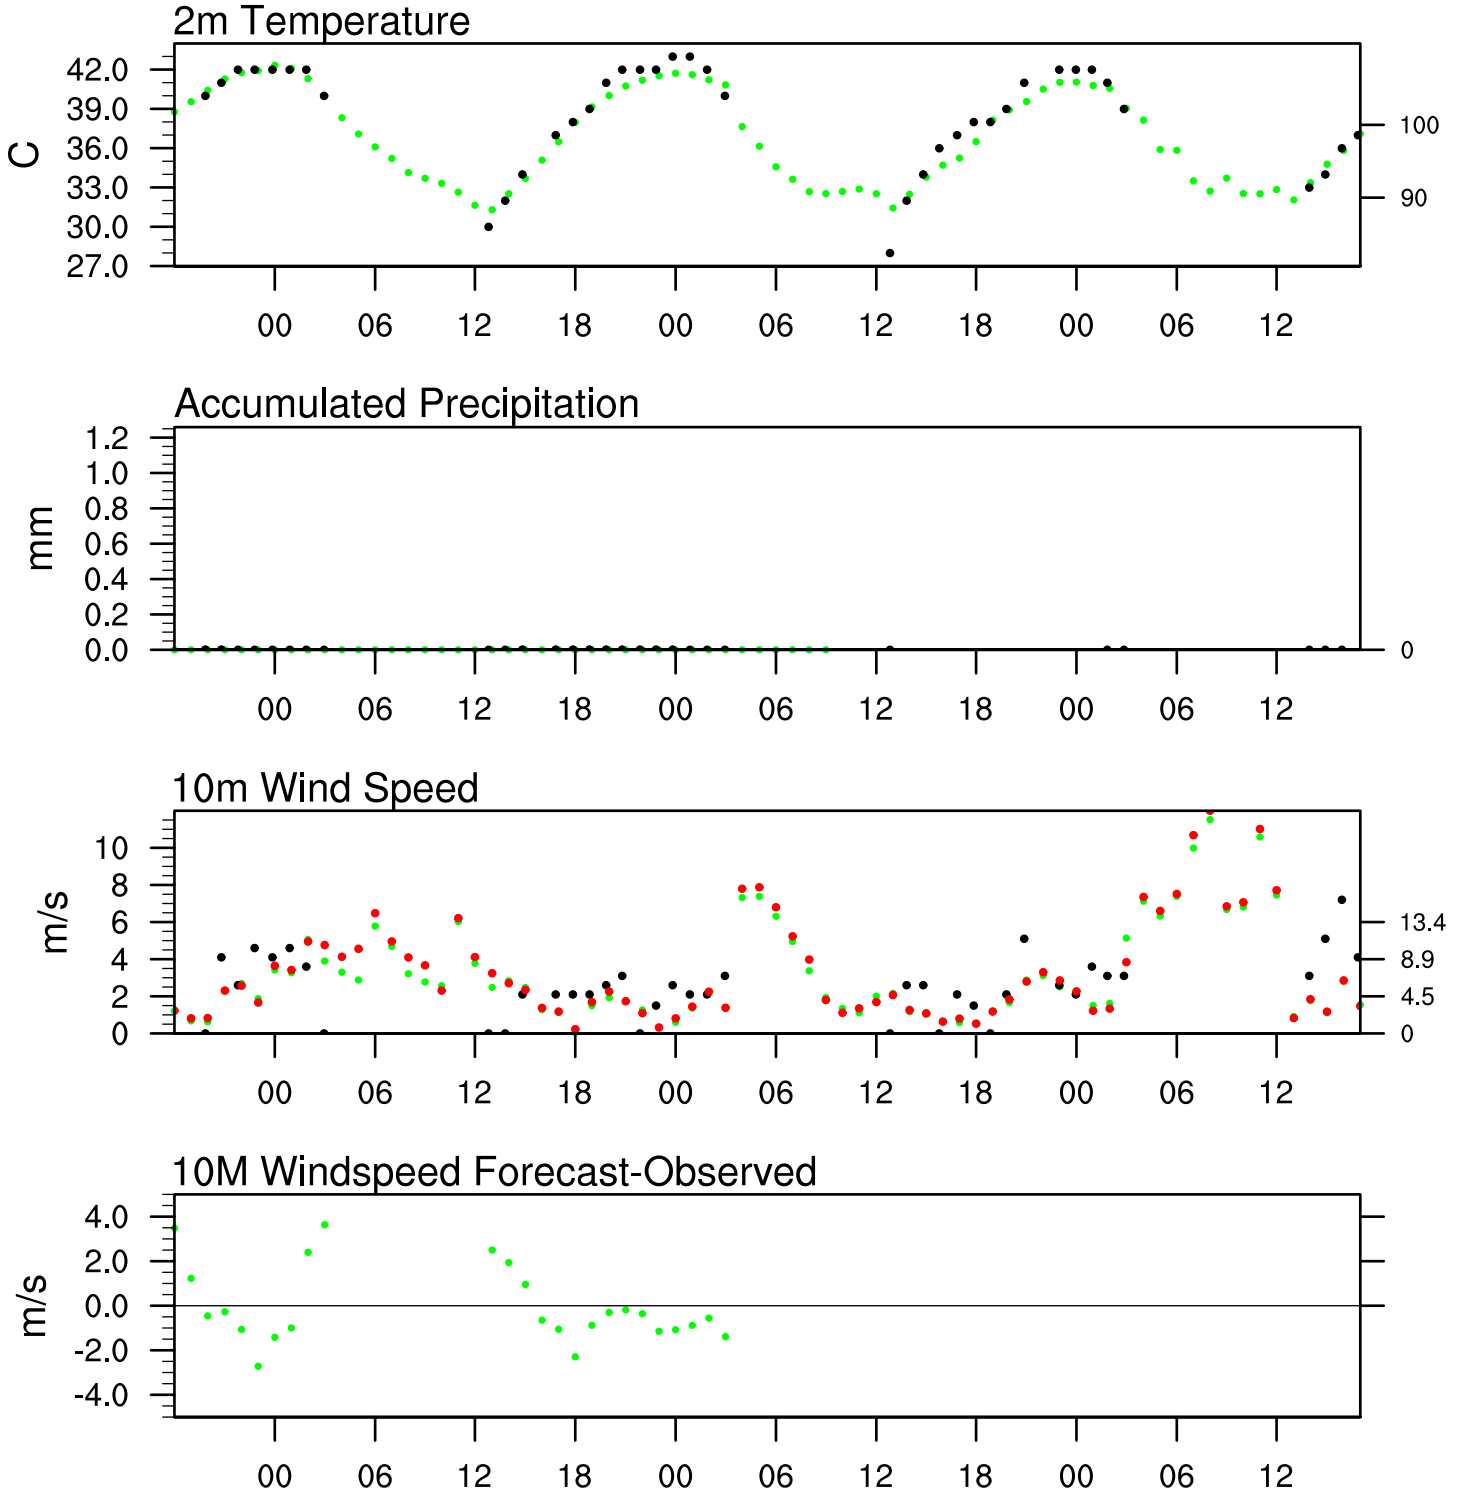 2m Temperature
42.0
39.0
36.0
33.0
30.0
27.0
C
100
90
00 06 12 18 00 06 12 18 00 06 12
Accumulated Precipitation
1.2
1.0
0.8
0.6
0.4
0.2
0.0
mm
0
00 06 12 18 00 06 12 18 00 06 12
10m Wind Speed
10
8
6
4
2
0
m/s
13.4
8.9
4.5
0
00 06 12 18 00 06 12 18 00 06 12
10M Windspeed Forecast-Observed
4.0
2.0
0.0
-2.0
-4.0
m/s
00 06 12 18 00 06 12 18 00 06 12